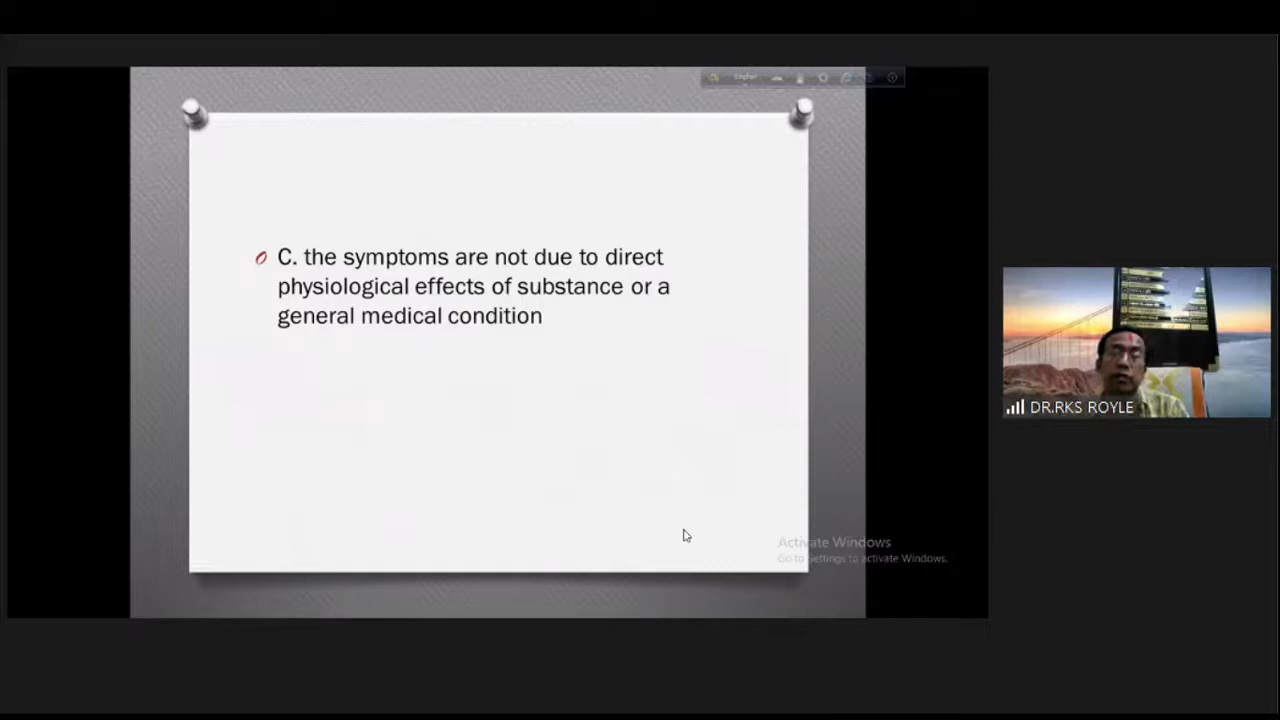 C. the symptoms are not due to direct
physiological effects of substance or a
general medical condition
Activate Windows
Go to Settings to activate Windows.
DR.RKS ROYLE